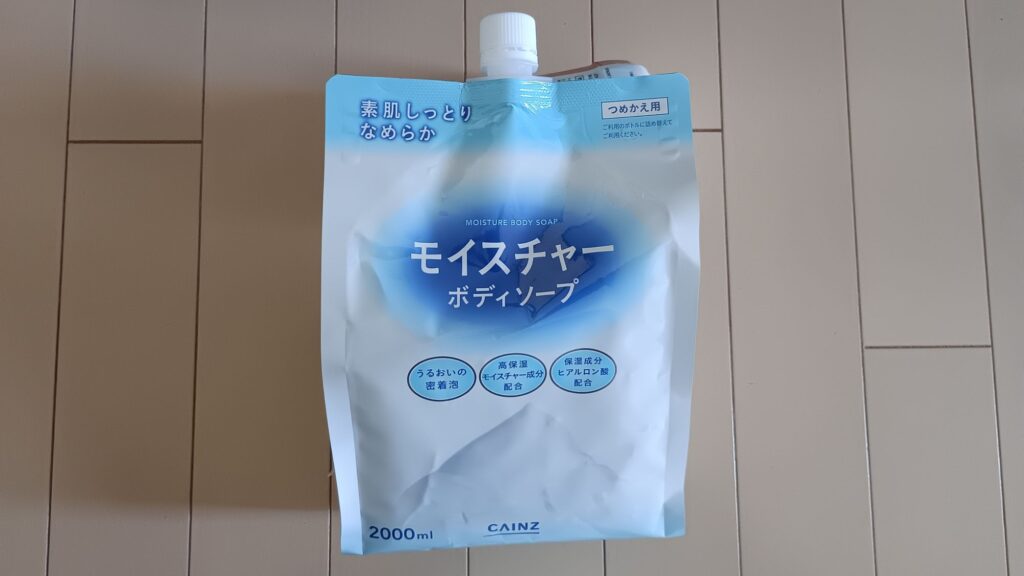 素肌しっとり
なめらか
つめかえ用
ご利用のボトルに詰め替えて
ご利用ください。
MOISTURE BODY SOAP
モイスチャー
ボディソープ
うるおいの
密着泡
高保湿
モイスチャー成分
配合
保湿成分
ヒアルロン酸
配合
2000ml
CAINZ